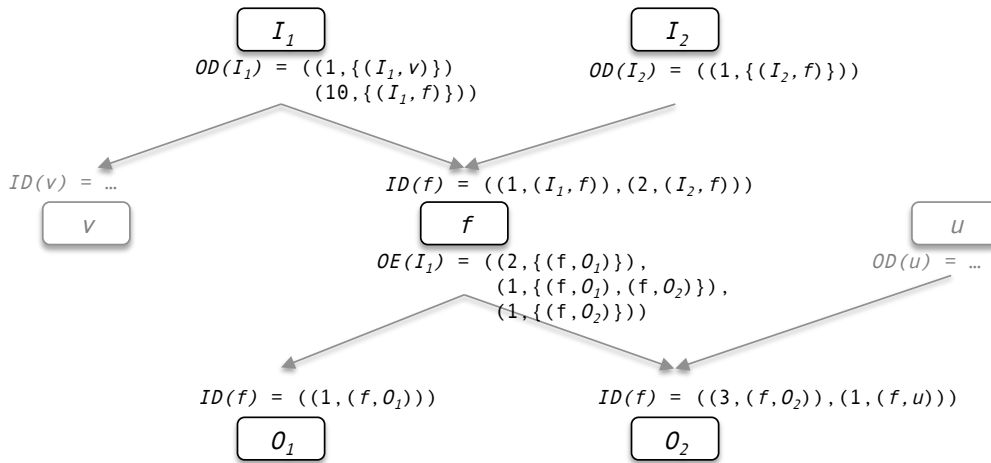 I₁ I₂
OD(I₁) = ((1,{(I₁,v)}) OD(I₂) = ((1,{(I₂,f)}))
(10,{(I₁,f)}))
ID(v) = … ID(f) = ((1,(I₁,f)),(2,(I₂,f)))
v f u
OE(I₁) = ((2,{(f,O₁)}), OD(u) = …
(1,{(f,O₁),(f,O₂)}),
(1,{(f,O₂)}))
ID(f) = ((1,(f,O₁))) ID(f) = ((3,(f,O₂)),(1,(f,u)))
O₁ O₂